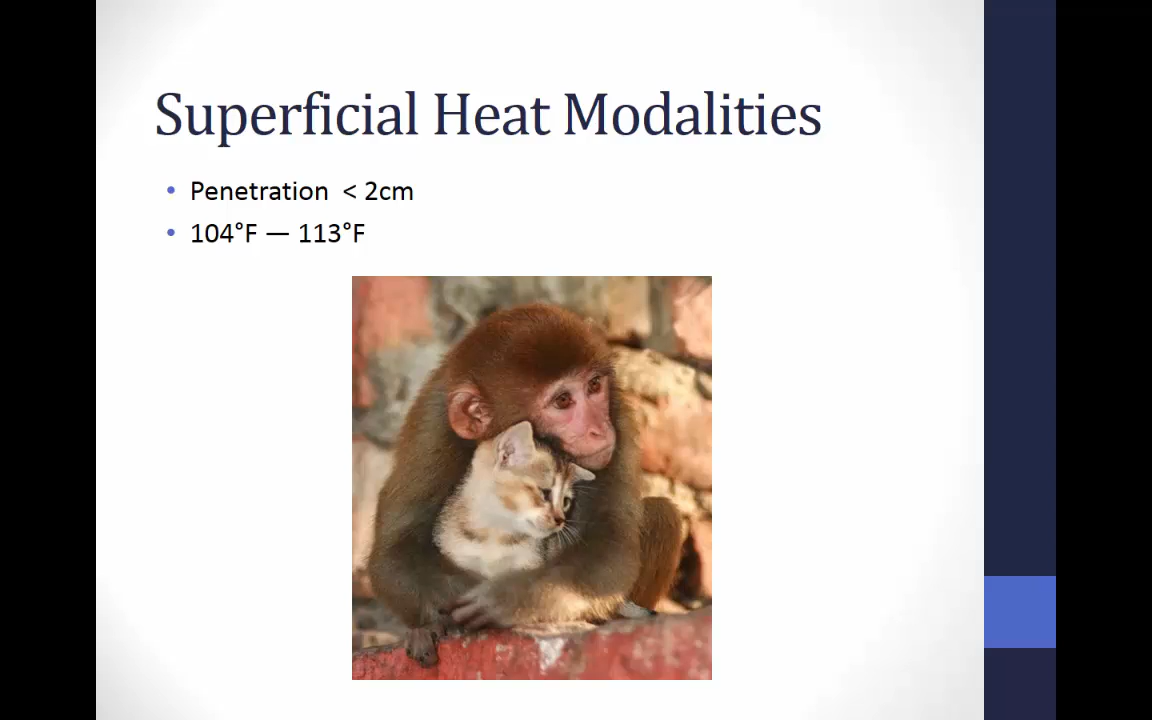 Superficial Heat Modalities
• Penetration < 2cm
• 104°F — 113°F